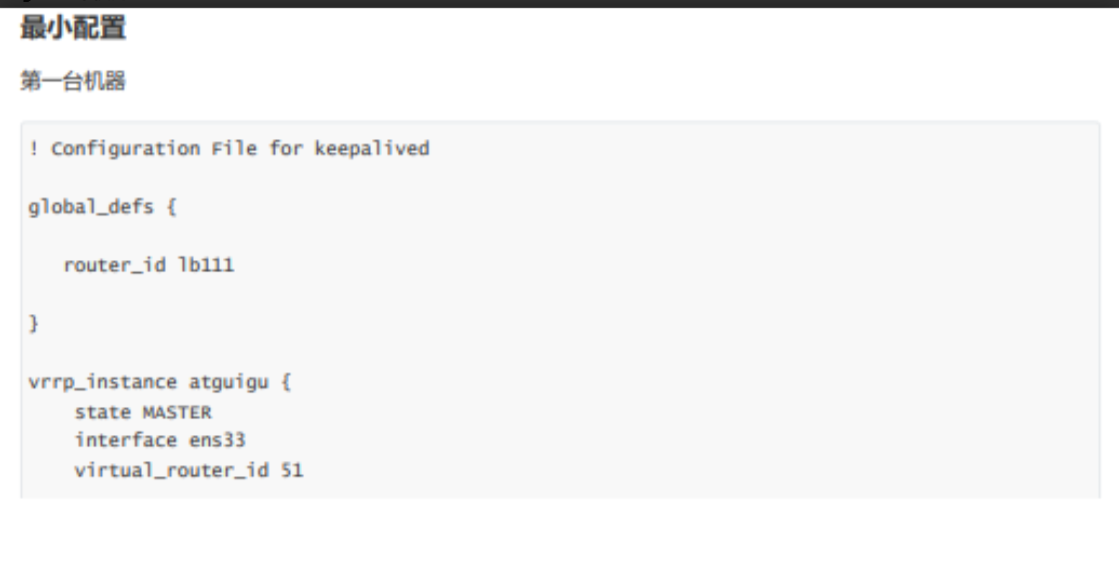 最小配置
第一台机器
! Configuration File for keepalived
global_defs {
router_id lb111
}
vrrp_instance atguigu {
state MASTER
interface ens33
virtual_router_id 51